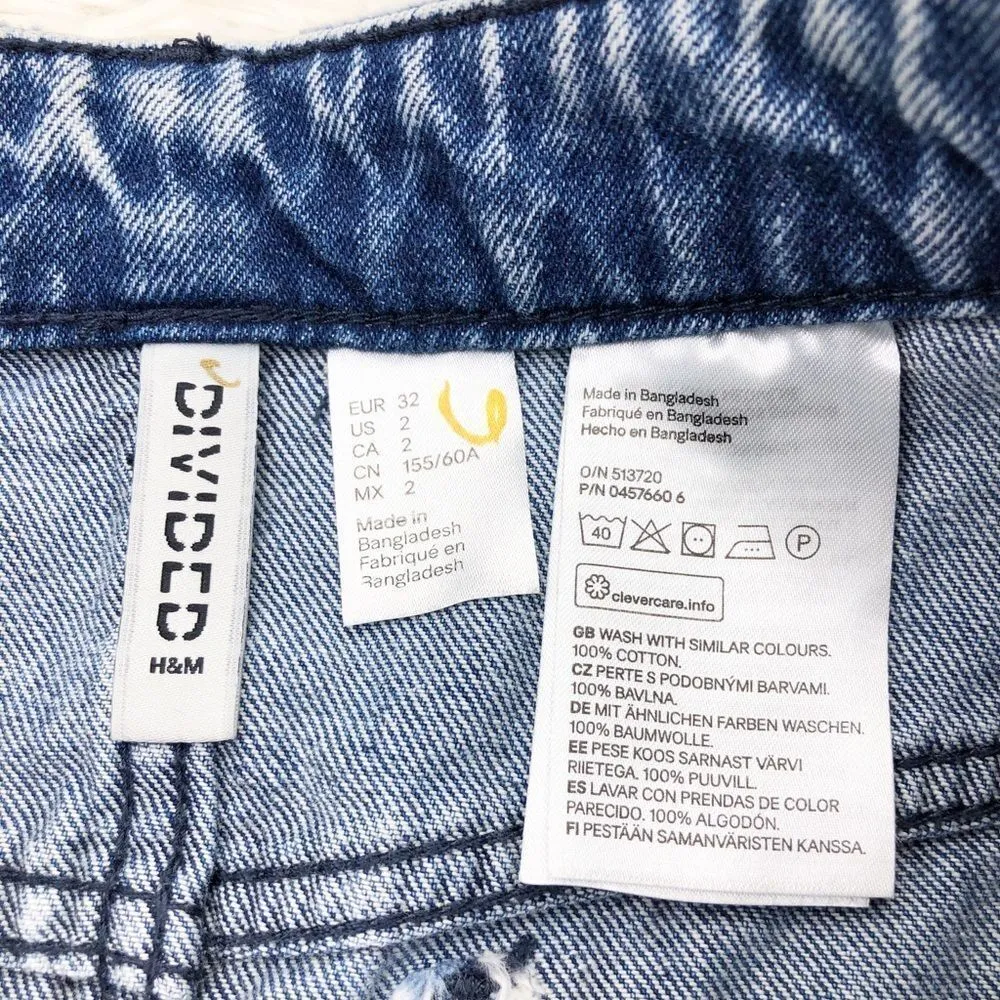 DIVIDED
H&M
EUR 32
US 2
CA 2
CN 155/60A
MX 2
6
Made in
Bangladesh
Fabriqué en
Bangladesh
Made in Bangladesh
Fabriqué en Bangladesh
Hecho en Bangladesh
O/N 513720
P/N 0457660 6
40
P
clevercare.info
GB WASH WITH SIMILAR COLOURS.
100% COTTON.
CZ PERTE S PODOBNÝMI BARVAMI.
100% BAVLNA.
DE MIT ÄHNLICHEN FARBEN WASCHEN.
100% BAUMWOLLE.
EE PESE KOOS SARNAST VÄRVI
RIIETEGA. 100% PUUVILL.
ES LAVAR CON PRENDAS DE COLOR
PARECIDO. 100% ALGODÓN.
FI PESTÄÄN SAMANVÄRISTEN KANSSA.